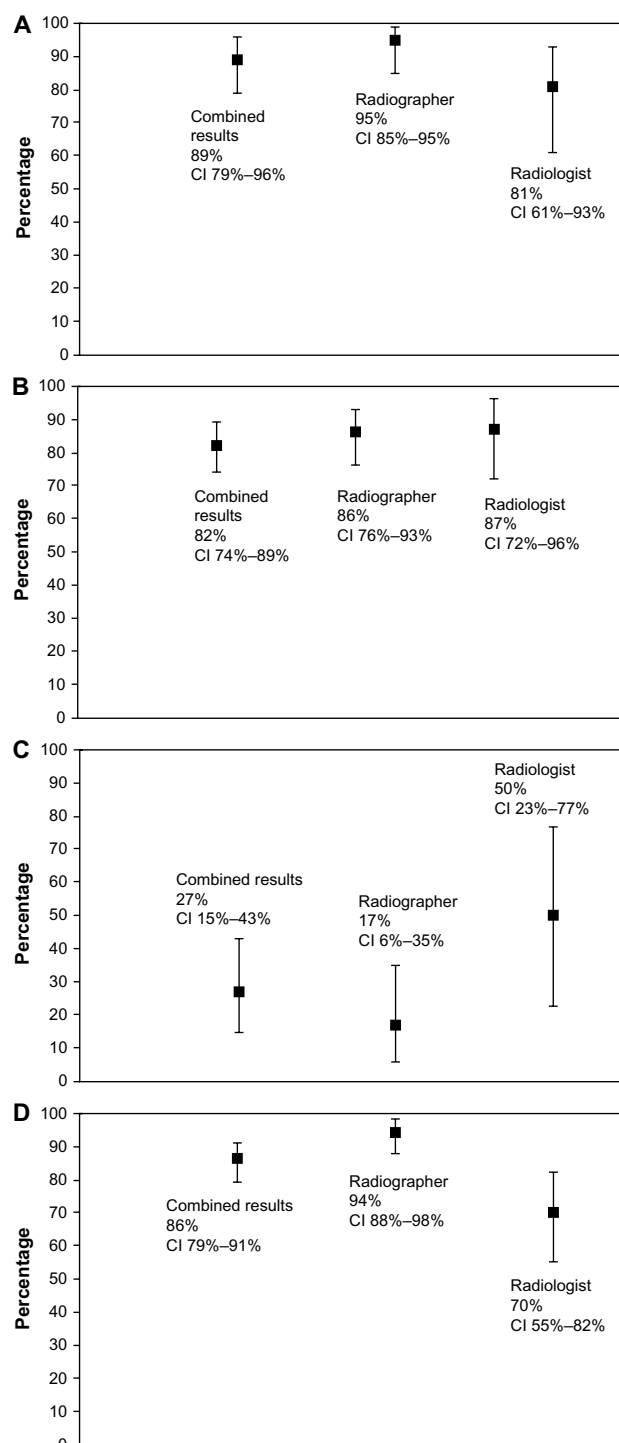 A
Percentage
100
90
80
70
60
50
40
30
20
10
0
Combined
results
89%
CI 79%–96%
Radiographer
95%
CI 85%–95%
Radiologist
81%
CI 61%–93%
B
Percentage
100
90
80
70
60
50
40
30
20
10
0
Combined
results
82%
CI 74%–89%
Radiographer
86%
CI 76%–93%
Radiologist
87%
CI 72%–96%
C
Percentage
100
90
80
70
60
50
40
30
20
10
0
Combined results
27%
CI 15%–43%
Radiographer
17%
CI 6%–35%
Radiologist
50%
CI 23%–77%
D
Percentage
100
90
80
70
60
50
40
30
20
10
0
Combined results
86%
CI 79%–91%
Radiographer
94%
CI 88%–98%
Radiologist
70%
CI 55%–82%